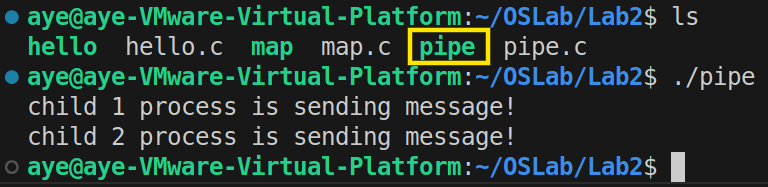 aye@aye-VMware-Virtual-Platform:~/OSLab/Lab2$ ls
hello hello.c map map.c pipe pipe.c
aye@aye-VMware-Virtual-Platform:~/OSLab/Lab2$ ./pipe
child 1 process is sending message!
child 2 process is sending message!
aye@aye-VMware-Virtual-Platform:~/OSLab/Lab2$